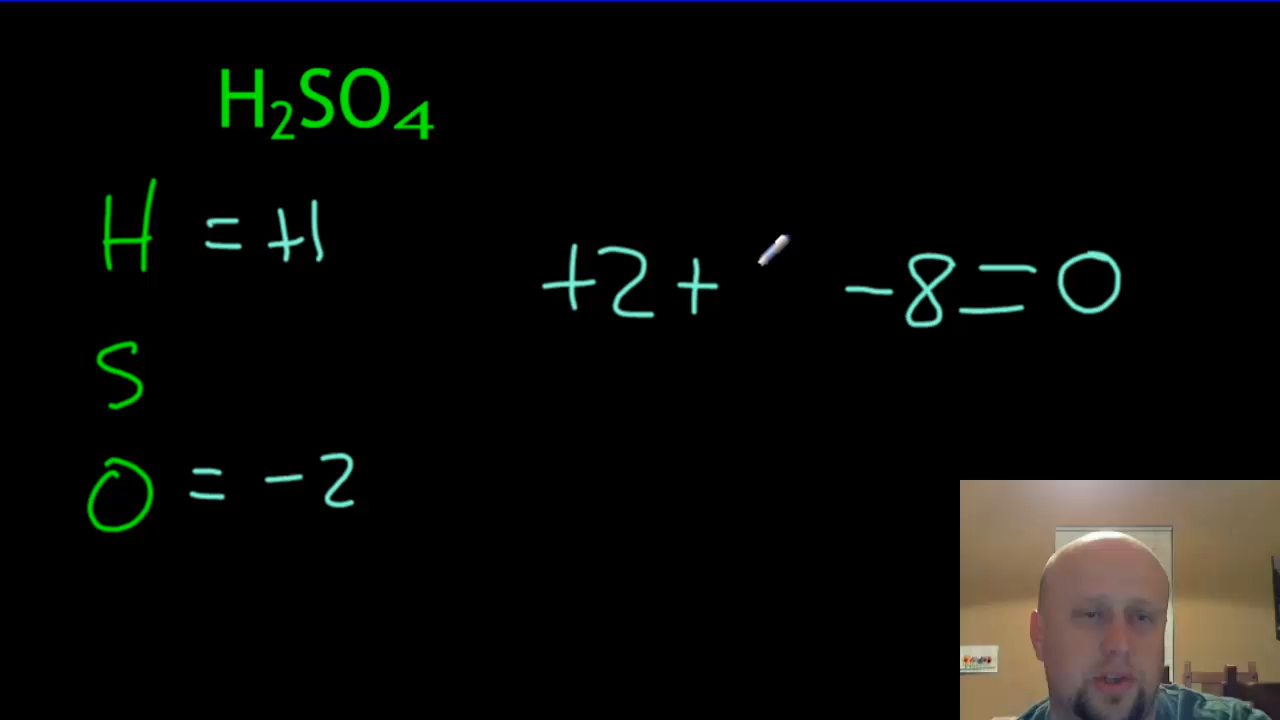 H₂SO₄
H = +1
+2 + -8 = 0
S
O = -2